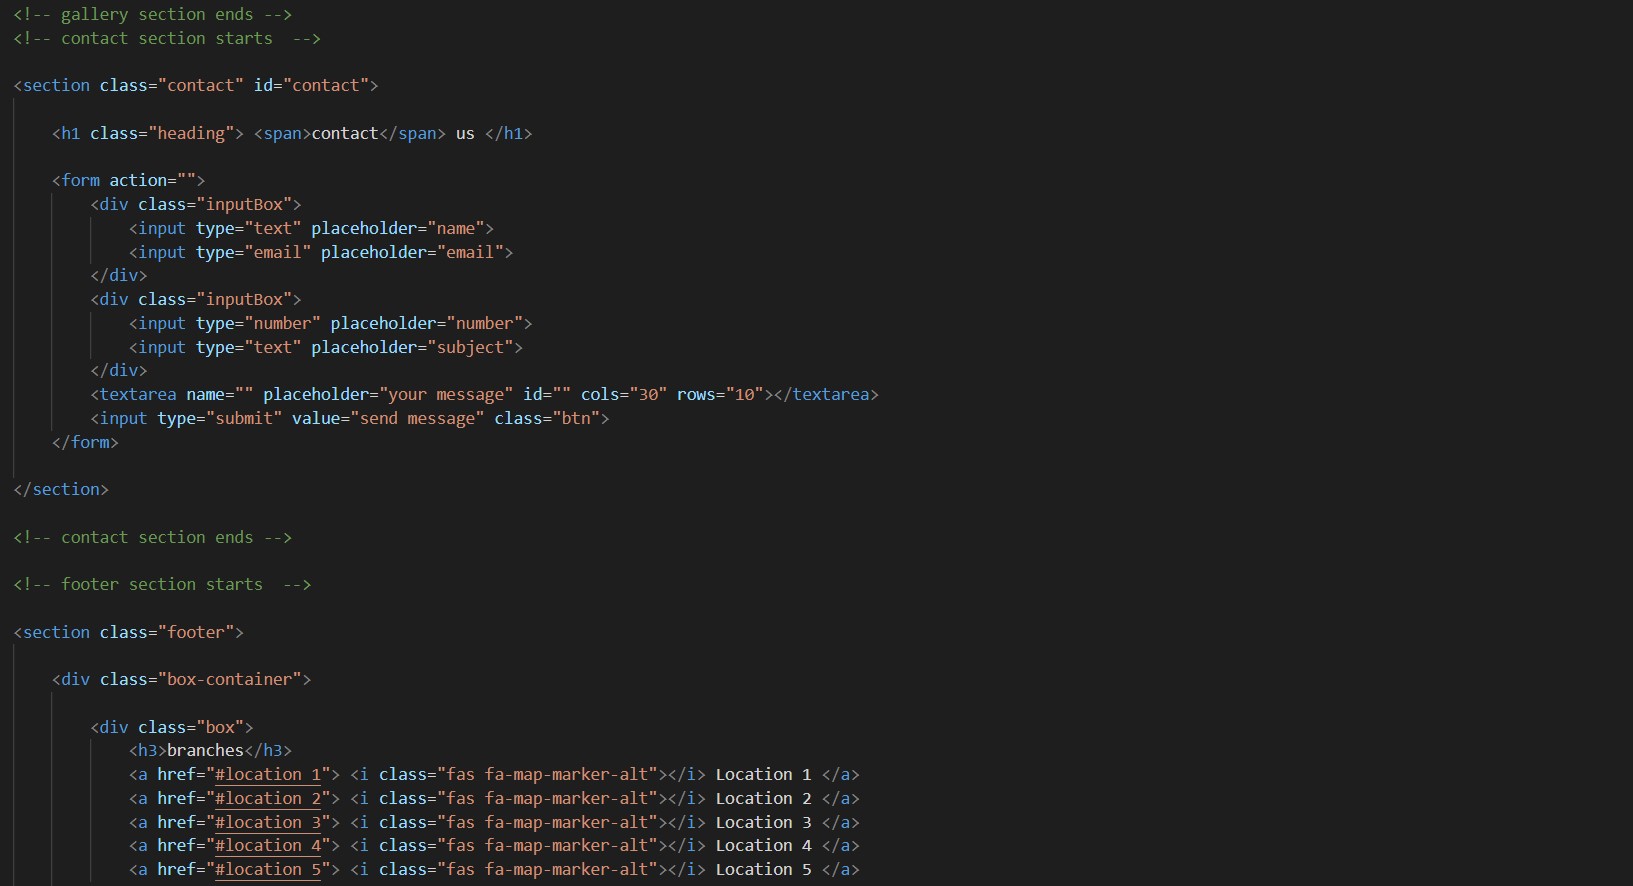 <!-- gallery section ends -->
<!-- contact section starts  -->
<section class="contact" id="contact">
<h1 class="heading"> <span>contact</span> us </h1>
<form action="">
<div class="inputBox">
<input type="text" placeholder="name">
<input type="email" placeholder="email">
</div>
<div class="inputBox">
<input type="number" placeholder="number">
<input type="text" placeholder="subject">
</div>
<textarea name="" placeholder="your message" id="" cols="30" rows="10"></textarea>
<input type="submit" value="send message" class="btn">
</form>
</section>
<!-- contact section ends -->
<!-- footer section starts  -->
<section class="footer">
<div class="box-container">
<div class="box">
<h3>branches</h3>
<a href="#location 1"> <i class="fas fa-map-marker-alt"></i> Location 1 </a>
<a href="#location 2"> <i class="fas fa-map-marker-alt"></i> Location 2 </a>
<a href="#location 3"> <i class="fas fa-map-marker-alt"></i> Location 3 </a>
<a href="#location 4"> <i class="fas fa-map-marker-alt"></i> Location 4 </a>
<a href="#location 5"> <i class="fas fa-map-marker-alt"></i> Location 5 </a>